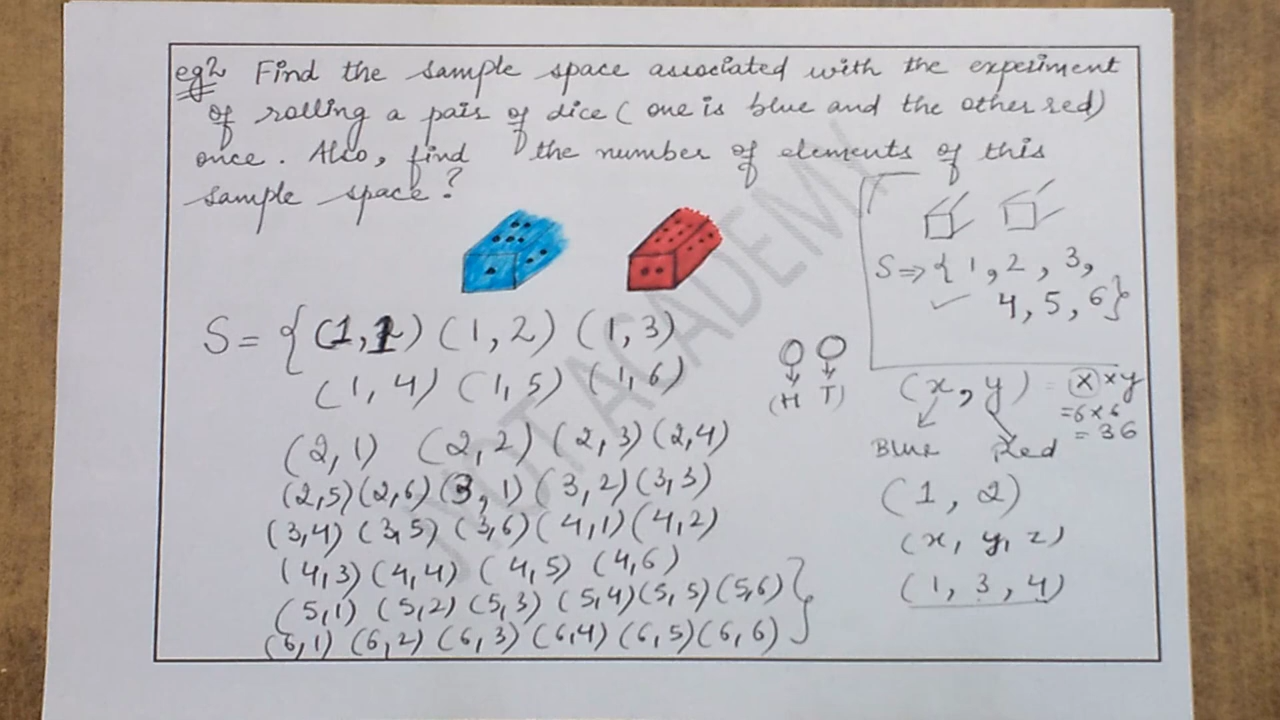 eg2 Find the sample space associated with the experiment
of rolling a pair of dice ( one is blue and the other red)
once. Also, find the number of elements of this
sample space?
S = { (1,1) (1,2) (1,3)
(1,4) (1,5) (1,6)
(2,1) (2,2) (2,3) (2,4)
(2,5) (2,6) (3,1) (3,2) (3,3)
(3,4) (3,5) (3,6) (4,1) (4,2)
(4,3) (4,4) (4,5) (4,6)
(5,1) (5,2) (5,3) (5,4) (5,5) (5,6)
(6,1) (6,2) (6,3) (6,4) (6,5) (6,6) }
(H T)
S ⇒ { 1, 2, 3,
✓ 4, 5, 6}
(x, y) = x × y
= 6 × 6
= 36
Blue Red
(1, 2)
(x, y, z)
(1, 3, 4)
JYOT ACADEMY